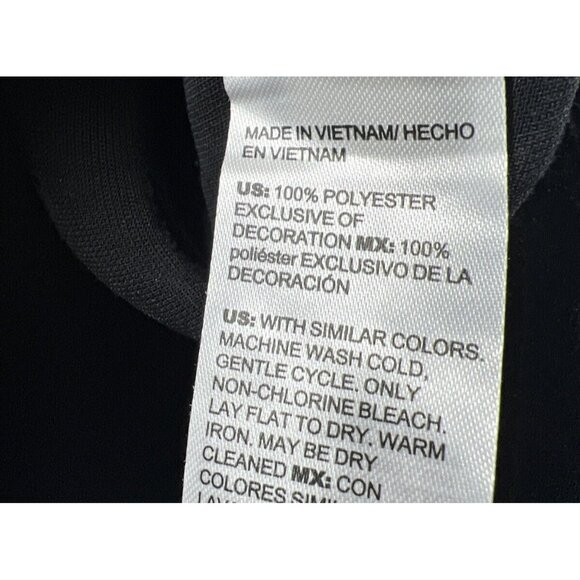 MADE IN VIETNAM/ HECHO
EN VIETNAM
US: 100% POLYESTER
EXCLUSIVE OF
DECORATION MX: 100%
poliéster EXCLUSIVO DE LA
DECORACIÓN
US: WITH SIMILAR COLORS.
MACHINE WASH COLD,
GENTLE CYCLE. ONLY
NON-CHLORINE BLEACH.
LAY FLAT TO DRY. WARM
IRON. MAY BE DRY
CLEANED MX: CON
COLORES